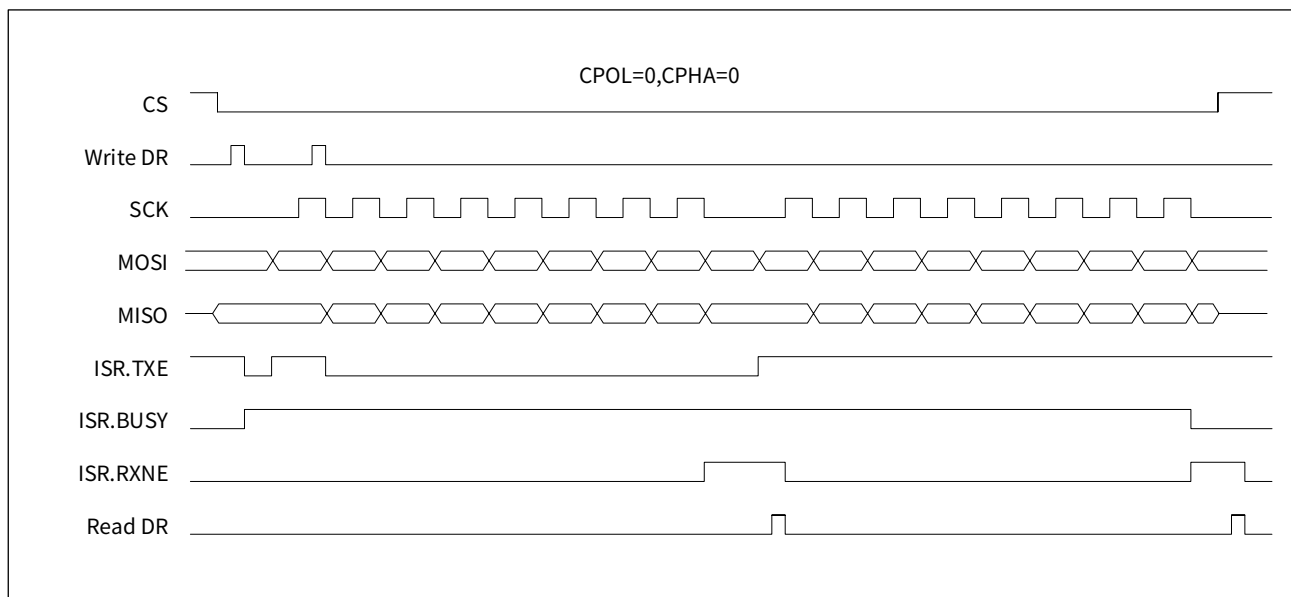 CPOL=0,CPHA=0
CS
Write DR
SCK
MOSI
MISO
ISR.TXE
ISR.BUSY
ISR.RXNE
Read DR